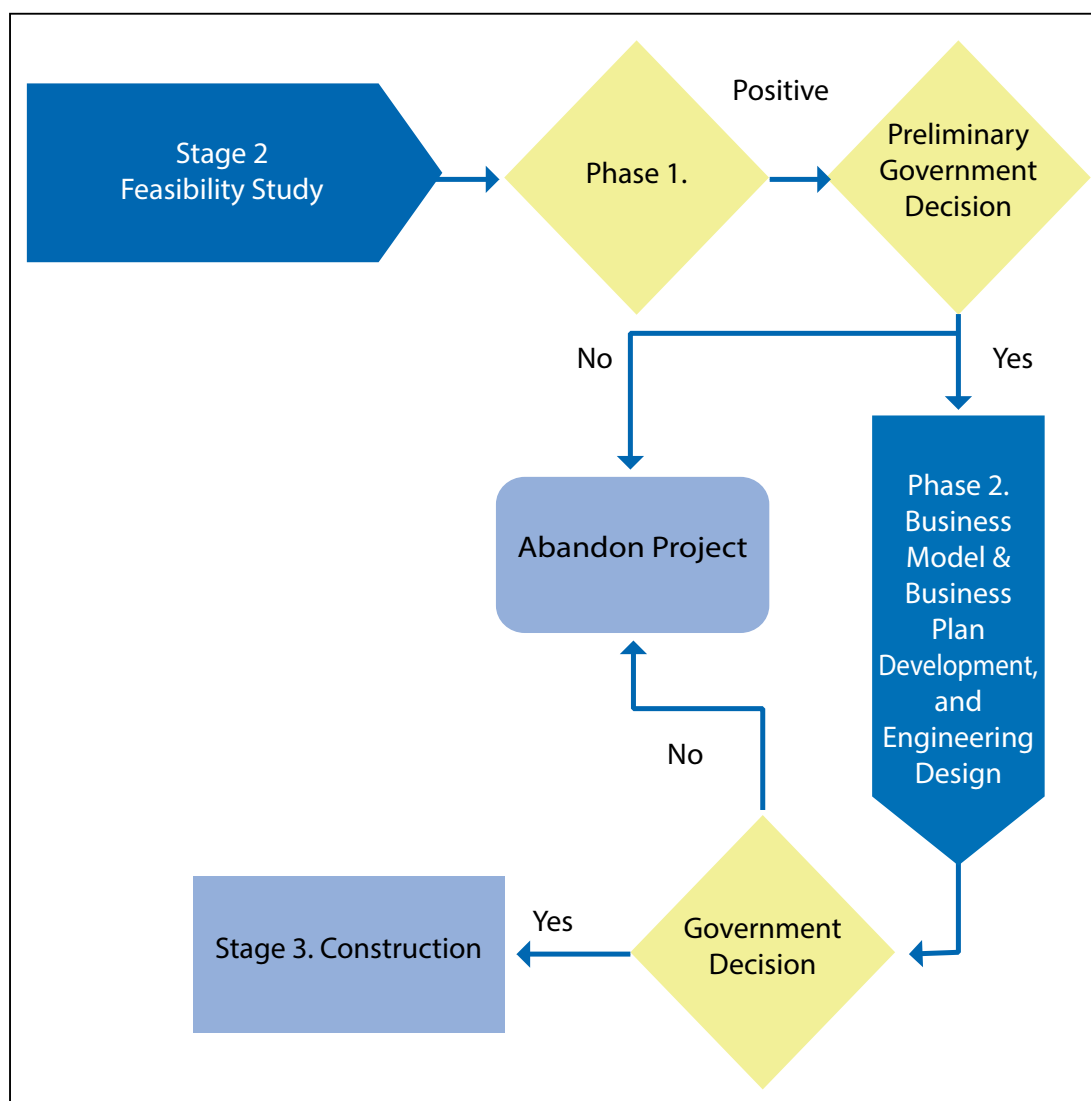 Stage 2
Feasibility Study
Phase 1.
Positive
Preliminary
Government
Decision
No
Yes
Abandon Project
Phase 2.
Business
Model &
Business
Plan
Development,
and
Engineering
Design
No
Government
Decision
Yes
Stage 3. Construction